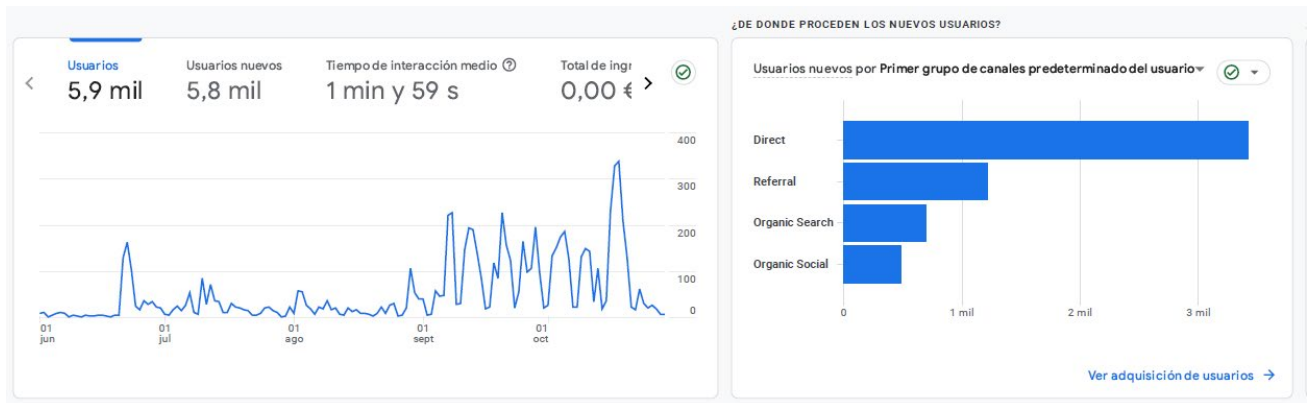 ¿DE DONDE PROCEDEN LOS NUEVOS USUARIOS?
Usuarios
5,9 mil
Usuarios nuevos
5,8 mil
Tiempo de interacción medio
1 min y 59 s
Total de ingr
0,00 €
400
300
200
100
0
01 jun
01 jul
01 ago
01 sept
01 oct
Usuarios nuevos por Primer grupo de canales predeterminado del usuario
Direct
Referral
Organic Search
Organic Social
0
1 mil
2 mil
3 mil
Ver adquisición de usuarios